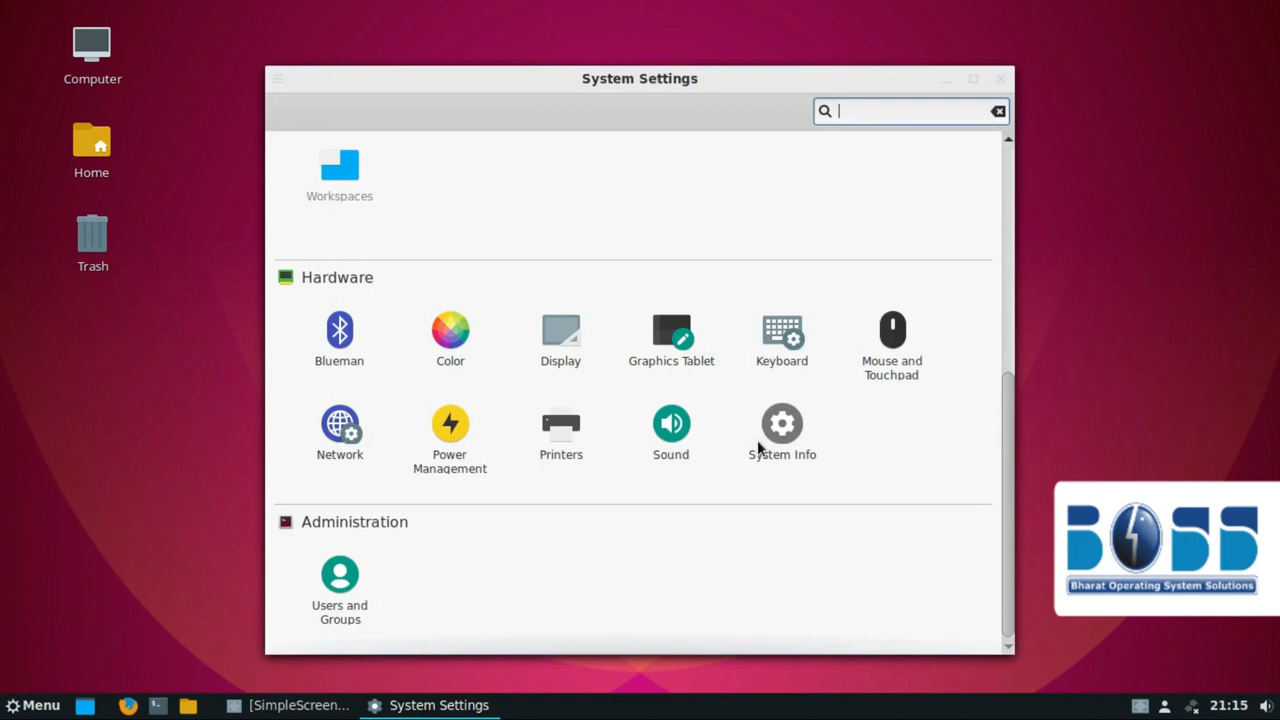 Computer
Home
Trash
System Settings
Workspaces
Hardware
Blueman
Color
Display
Graphics Tablet
Keyboard
Mouse and
Touchpad
Network
Power
Management
Printers
Sound
System Info
Administration
Users and
Groups
BOSS
Bharat Operating System Solutions
Menu
[SimpleScreen...
System Settings
21:15